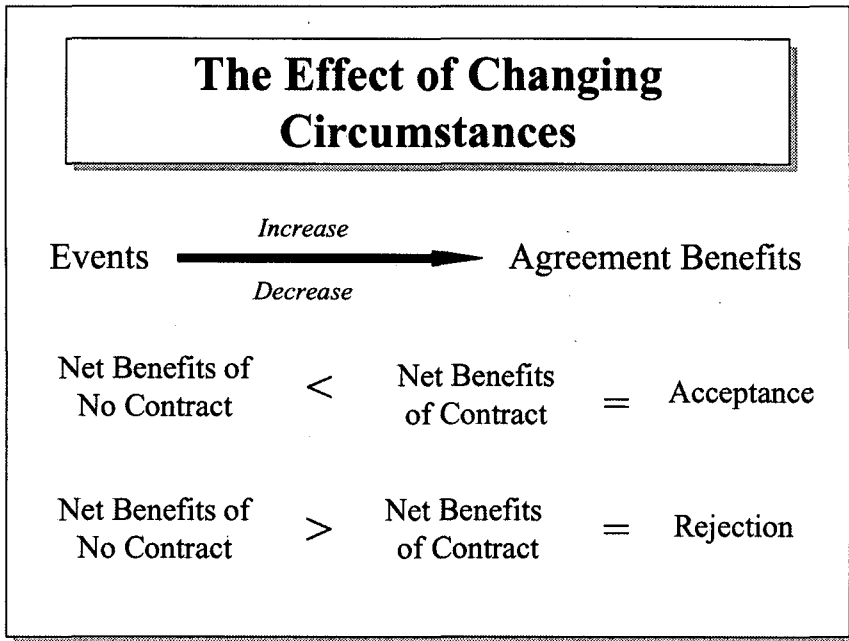 The Effect of Changing
Circumstances
Increase
Events Agreement Benefits
Decrease
Net Benefits of
No Contract < Net Benefits
of Contract = Acceptance
Net Benefits of
No Contract > Net Benefits
of Contract = Rejection